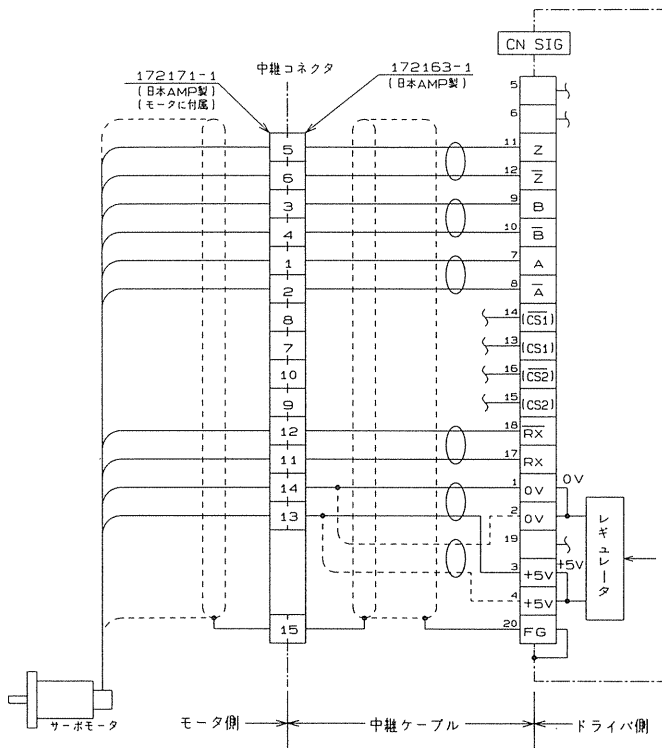 CN SIG
172171-1
(日本AMP製)
(モータに付属)
中継コネクタ
172163-1
(日本AMP製)
5
6
5 11 Z
6 12 Z̅
3 9 B
4 10 B̅
1 7 A
2 8 A̅
8 14 (C̅S̅1̅)
7 13 (CS1)
10 16 (C̅S̅2̅)
9 15 (CS2)
12 18 R̅X̅
11 17 RX
14 1 0V 0V
13 2 0V
19 +5V
3 +5V
4 +5V
レギュレータ
15 20 FG
サーボモータ
モータ側
中継ケーブル
ドライバ側